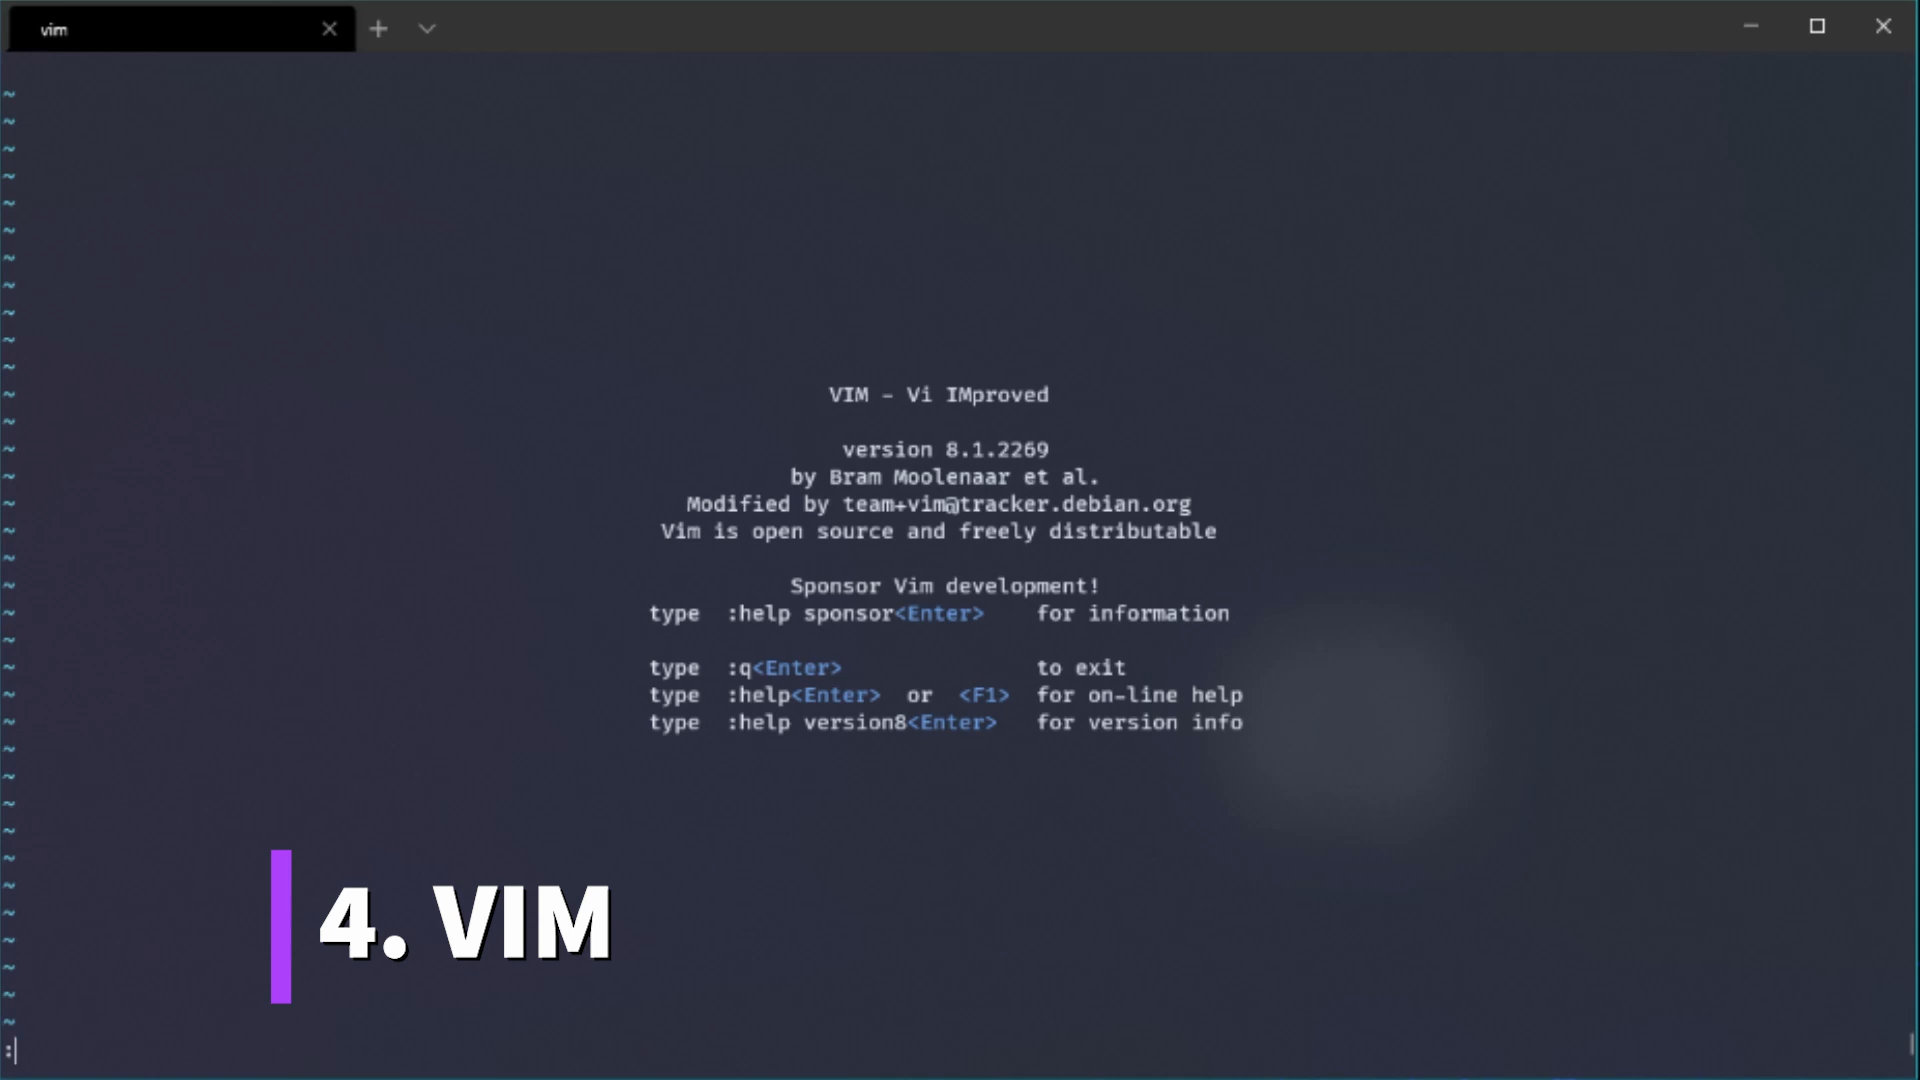 vim
VIM - Vi IMproved
version 8.1.2269
by Bram Moolenaar et al.
Modified by team+vim@tracker.debian.org
Vim is open source and freely distributable
Sponsor Vim development!
type :help sponsor<Enter> for information
type :q<Enter> to exit
type :help<Enter> or <F1> for on-line help
type :help version8<Enter> for version info
4. VIM
: